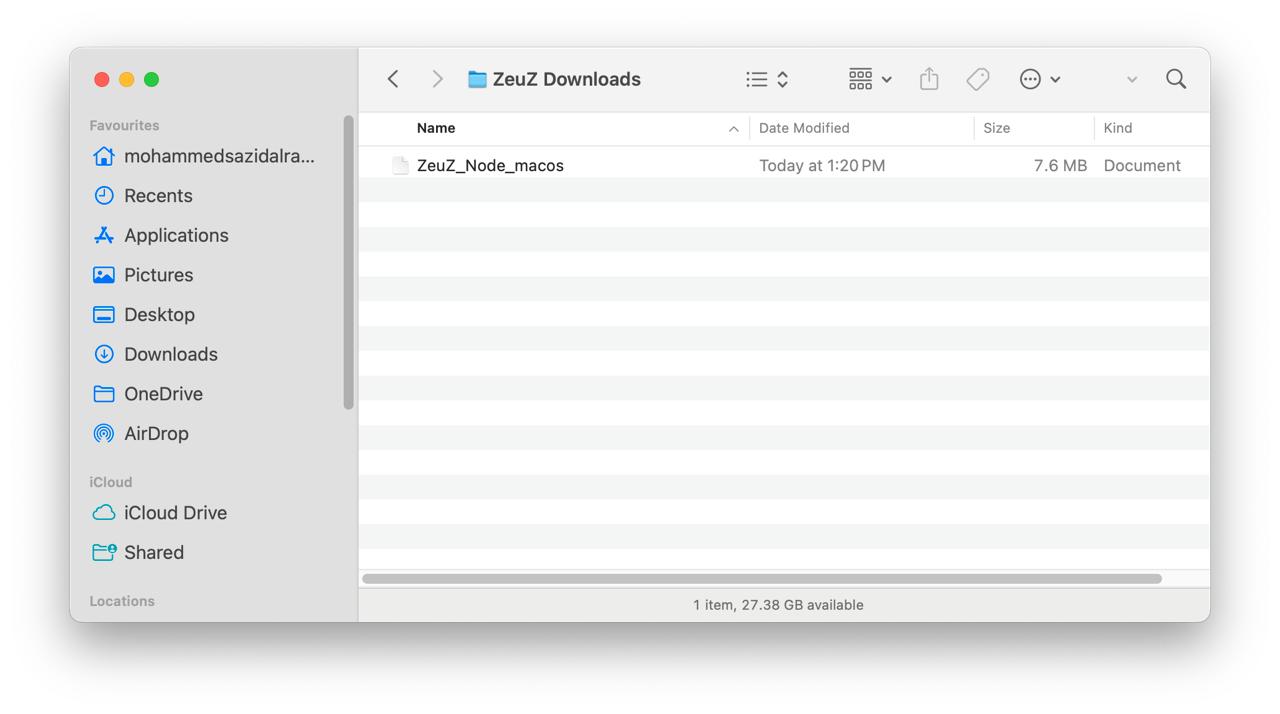 ZeuZ Downloads
Favourites
mohammedsazidalra...
Recents
Applications
Pictures
Desktop
Downloads
OneDrive
AirDrop
iCloud
iCloud Drive
Shared
Locations
Name Date Modified Size Kind
ZeuZ_Node_macos Today at 1:20 PM 7.6 MB Document
1 item, 27.38 GB available